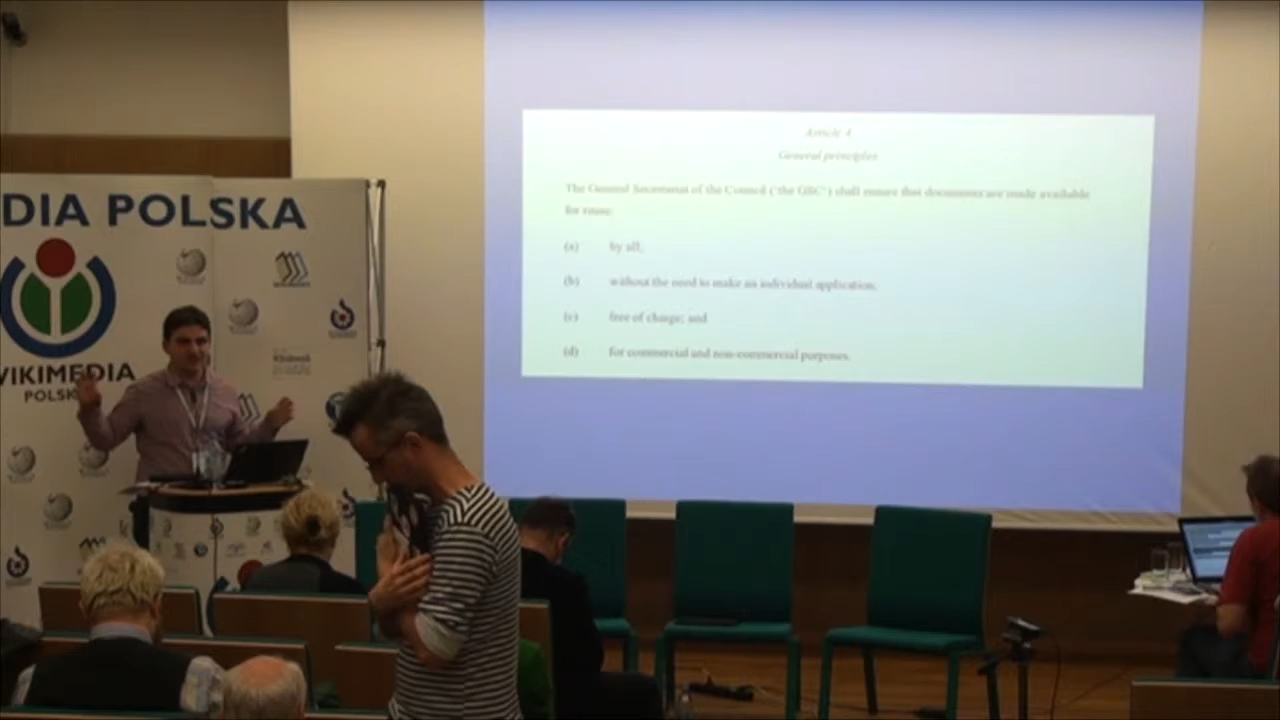 DIA POLSKA
WIKIMEDIA
POLSK
Article 4
General principles
The General Secretariat of the Council ("the GSC") shall ensure that documents are made available
for reuse:
(a) by all;
(b) without the need to make an individual application;
(c) free of charge; and
(d) for commercial and non-commercial purposes.